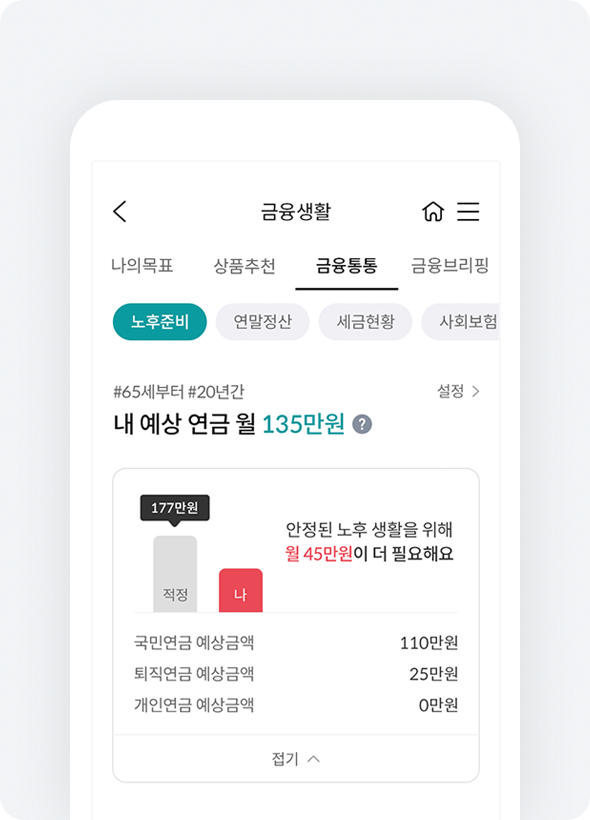 금융생활
나의목표 상품추천 금융통통 금융브리핑
노후준비 연말정산 세금현황 사회보험
#65세부터 #20년간 설정
내 예상 연금 월 135만원 ?
177만원
안정된 노후 생활을 위해
월 45만원이 더 필요해요
적정 나
국민연금 예상금액 110만원
퇴직연금 예상금액 25만원
개인연금 예상금액 0만원
접기